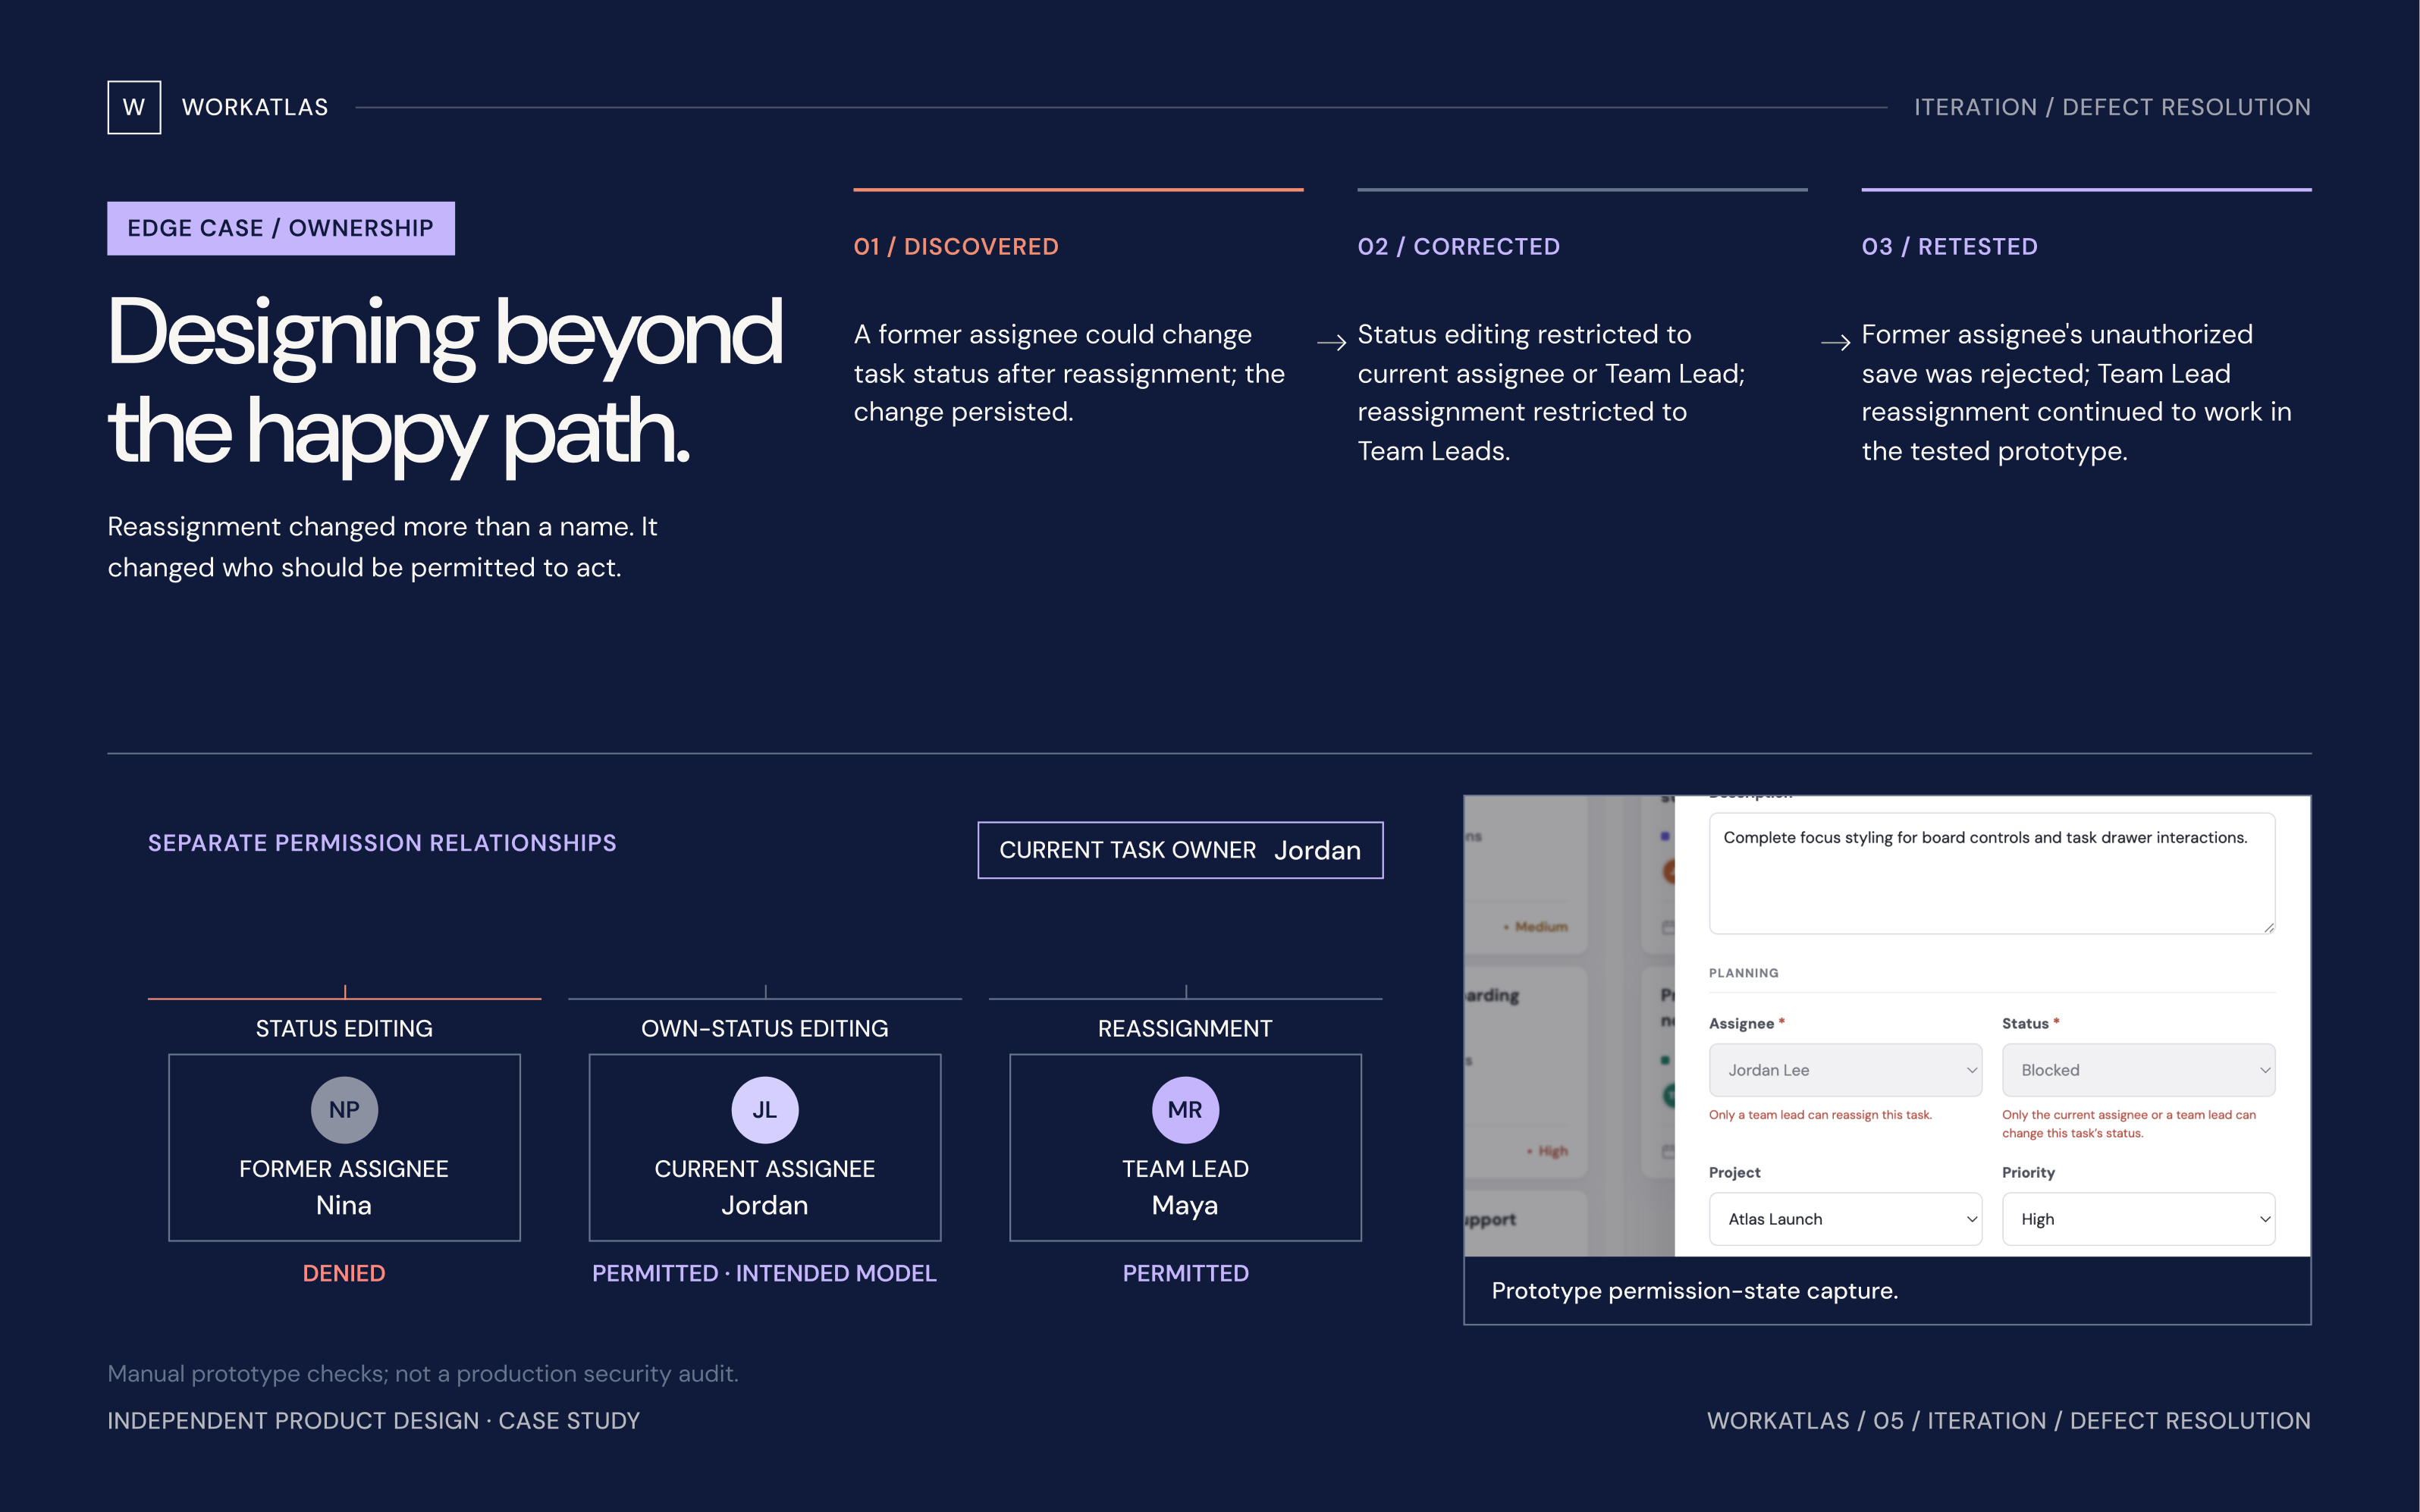 W WORKATLAS
ITERATION / DEFECT RESOLUTION
EDGE CASE / OWNERSHIP
Designing beyond
the happy path.
Reassignment changed more than a name. It
changed who should be permitted to act.
01 / DISCOVERED
A former assignee could change
task status after reassignment; the
change persisted.
→
02 / CORRECTED
Status editing restricted to
current assignee or Team Lead;
reassignment restricted to
Team Leads.
→
03 / RETESTED
Former assignee's unauthorized
save was rejected; Team Lead
reassignment continued to work in
the tested prototype.
SEPARATE PERMISSION RELATIONSHIPS
CURRENT TASK OWNER Jordan
STATUS EDITING
NP
FORMER ASSIGNEE
Nina
DENIED
OWN-STATUS EDITING
JL
CURRENT ASSIGNEE
Jordan
PERMITTED · INTENDED MODEL
REASSIGNMENT
MR
TEAM LEAD
Maya
PERMITTED
• Medium
• High
Description
Complete focus styling for board controls and task drawer interactions.
PLANNING
Assignee *
Jordan Lee
Only a team lead can reassign this task.
Status *
Blocked
Only the current assignee or a team lead can
change this task's status.
Project
Atlas Launch
Priority
High
Prototype permission-state capture.
Manual prototype checks; not a production security audit.
INDEPENDENT PRODUCT DESIGN · CASE STUDY
WORKATLAS / 05 / ITERATION / DEFECT RESOLUTION